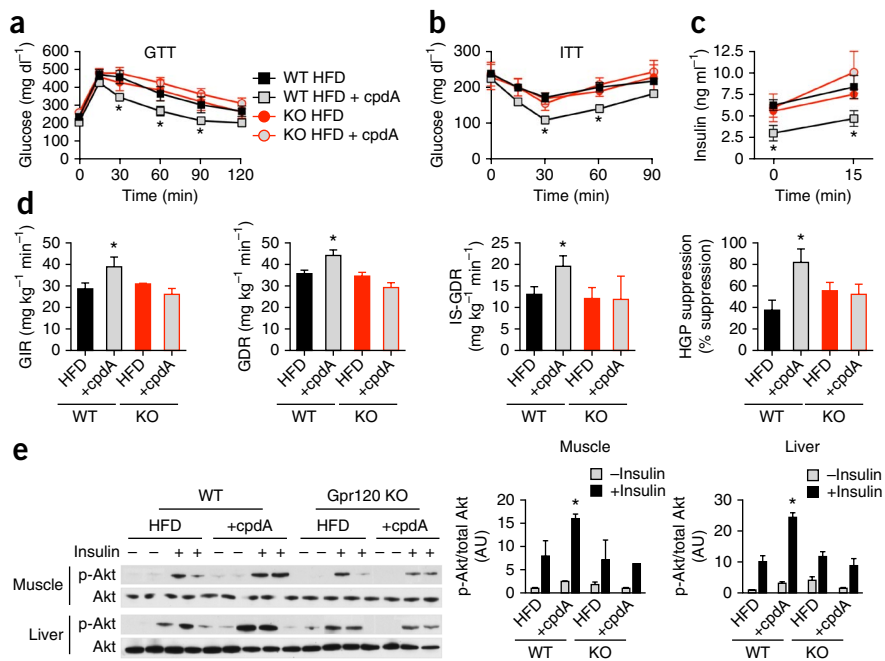 a
GTT
Glucose (mg dl−1)
600
500
400
300
200
100
0
0
30
60
90
120
Time (min)
*
*
*
WT HFD
WT HFD + cpdA
KO HFD
KO HFD + cpdA
b
ITT
Glucose (mg dl−1)
300
200
100
0
0
30
60
90
Time (min)
*
*
c
Insulin (ng ml−1)
12.5
10.0
7.5
5.0
2.5
0
0
15
Time (min)
*
*
d
GIR (mg kg−1 min−1)
50
40
30
20
10
0
*
HFD
+cpdA
HFD
+cpdA
WT
KO
GDR (mg kg−1 min−1)
50
40
30
20
10
0
*
HFD
+cpdA
HFD
+cpdA
WT
KO
IS-GDR
(mg kg−1 min−1)
30
20
10
0
*
HFD
+cpdA
HFD
+cpdA
WT
KO
HGP suppression
(% suppression)
100
80
60
40
20
0
*
HFD
+cpdA
HFD
+cpdA
WT
KO
e
WT
Gpr120 KO
HFD
+cpdA
HFD
+cpdA
Insulin − − + + − − + + − − + + − − + +
Muscle
p-Akt
Akt
Liver
p-Akt
Akt
Muscle
−Insulin
+Insulin
p-Akt/total Akt
(AU)
20
15
10
5
0
*
HFD
+cpdA
HFD
+cpdA
WT
KO
Liver
−Insulin
+Insulin
p-Akt/total Akt
(AU)
30
20
10
0
*
HFD
+cpdA
HFD
+cpdA
WT
KO